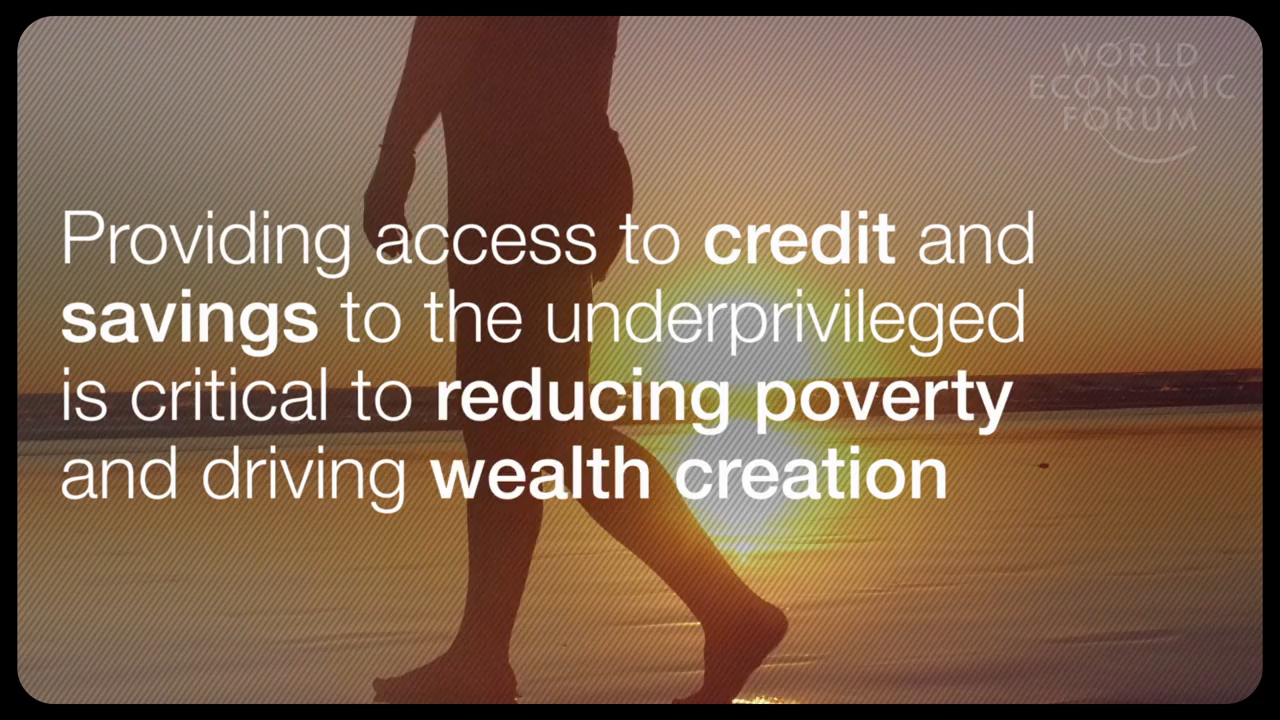 WORLD
ECONOMIC
FORUM
Providing access to credit and
savings to the underprivileged
is critical to reducing poverty
and driving wealth creation